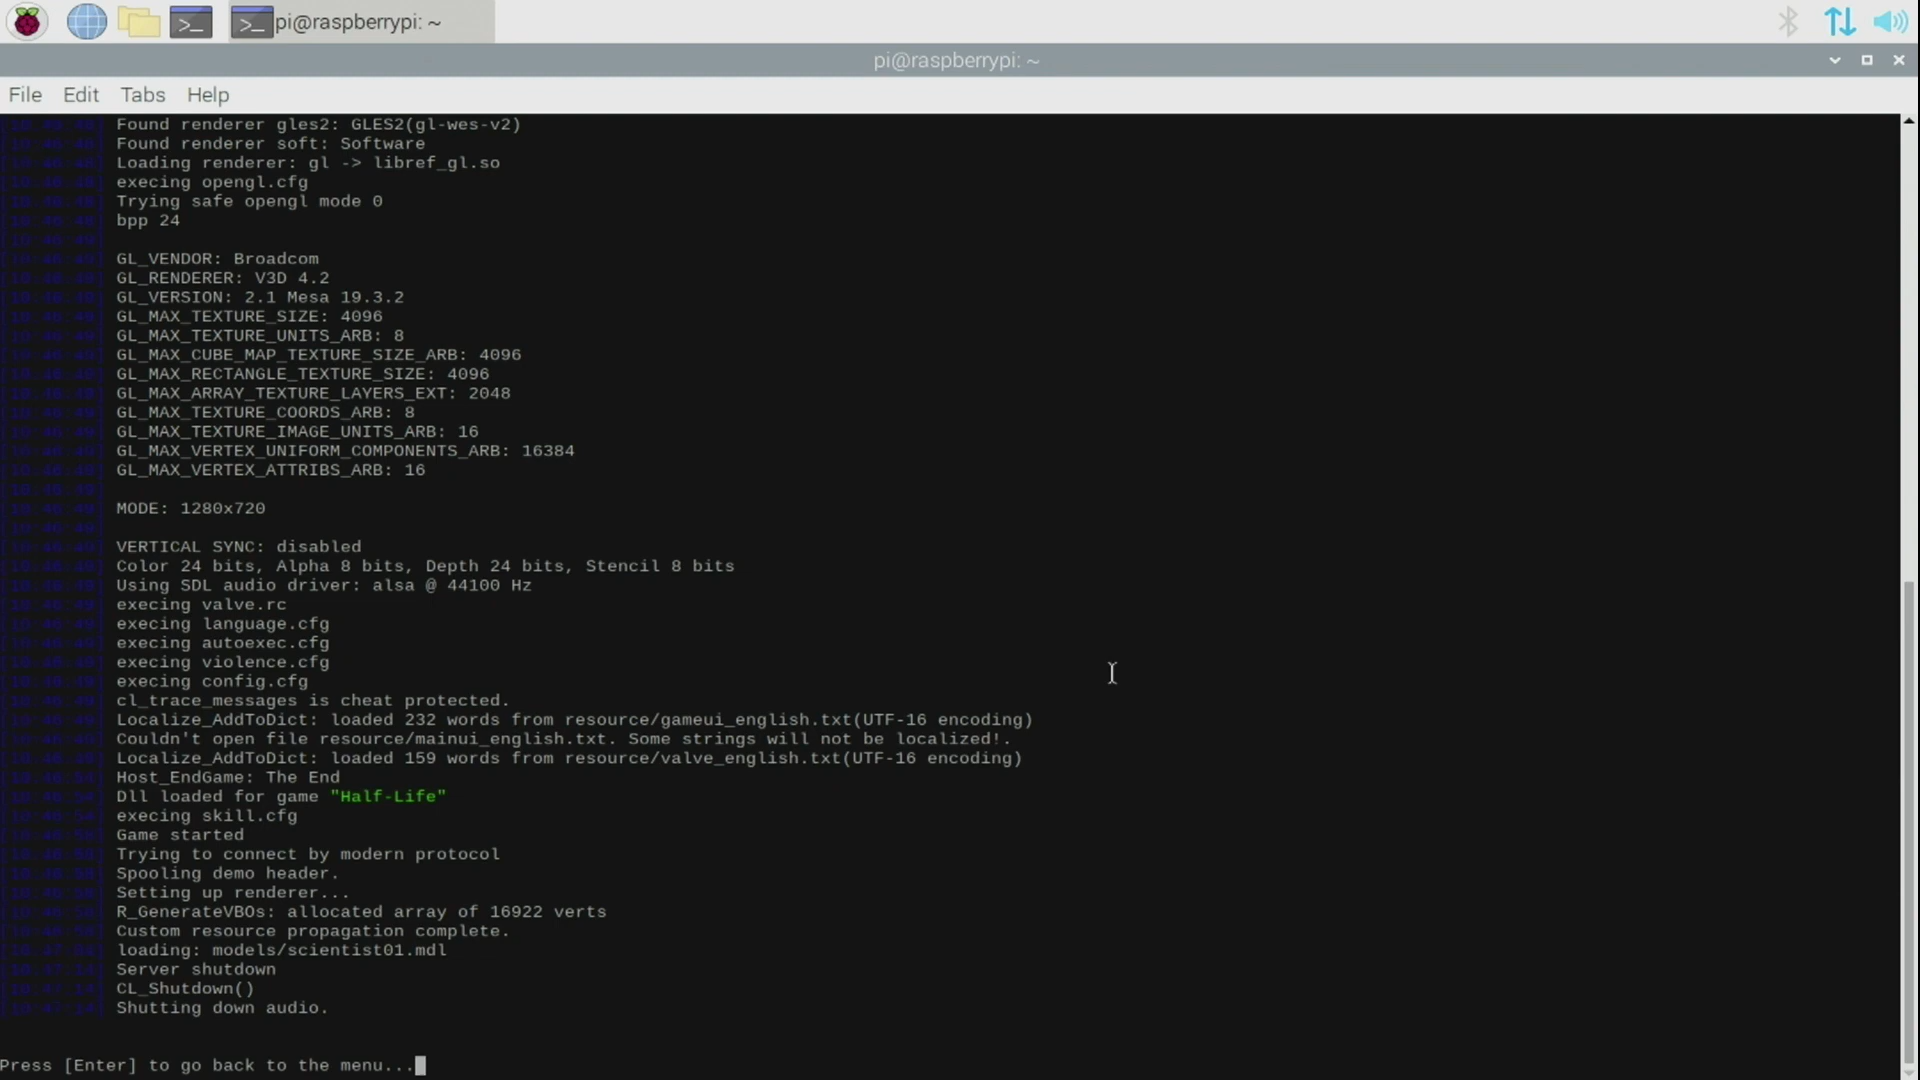 pi@raspberrypi: ~
pi@raspberrypi: ~
File Edit Tabs Help
Found renderer gles2: GLES2(gl-wes-v2)
Found renderer soft: Software
Loading renderer: gl -> libref_gl.so
execing opengl.cfg
Trying safe opengl mode 0
bpp 24
GL_VENDOR: Broadcom
GL_RENDERER: V3D 4.2
GL_VERSION: 2.1 Mesa 19.3.2
GL_MAX_TEXTURE_SIZE: 4096
GL_MAX_TEXTURE_UNITS_ARB: 8
GL_MAX_CUBE_MAP_TEXTURE_SIZE_ARB: 4096
GL_MAX_RECTANGLE_TEXTURE_SIZE: 4096
GL_MAX_ARRAY_TEXTURE_LAYERS_EXT: 2048
GL_MAX_TEXTURE_COORDS_ARB: 8
GL_MAX_TEXTURE_IMAGE_UNITS_ARB: 16
GL_MAX_VERTEX_UNIFORM_COMPONENTS_ARB: 16384
GL_MAX_VERTEX_ATTRIBS_ARB: 16
MODE: 1280x720
VERTICAL SYNC: disabled
Color 24 bits, Alpha 8 bits, Depth 24 bits, Stencil 8 bits
Using SDL audio driver: alsa @ 44100 Hz
execing valve.rc
execing language.cfg
execing autoexec.cfg
execing violence.cfg
execing config.cfg
cl_trace_messages is cheat protected.
Localize_AddToDict: loaded 232 words from resource/gameui_english.txt(UTF-16 encoding)
Couldn't open file resource/mainui_english.txt. Some strings will not be localized!.
Localize_AddToDict: loaded 159 words from resource/valve_english.txt(UTF-16 encoding)
Host_EndGame: The End
Dll loaded for game "Half-Life"
execing skill.cfg
Game started
Trying to connect by modern protocol
Spooling demo header.
Setting up renderer...
R_GenerateVBOs: allocated array of 16922 verts
Custom resource propagation complete.
loading: models/scientist01.mdl
Server shutdown
CL_Shutdown()
Shutting down audio.
Press [Enter] to go back to the menu...